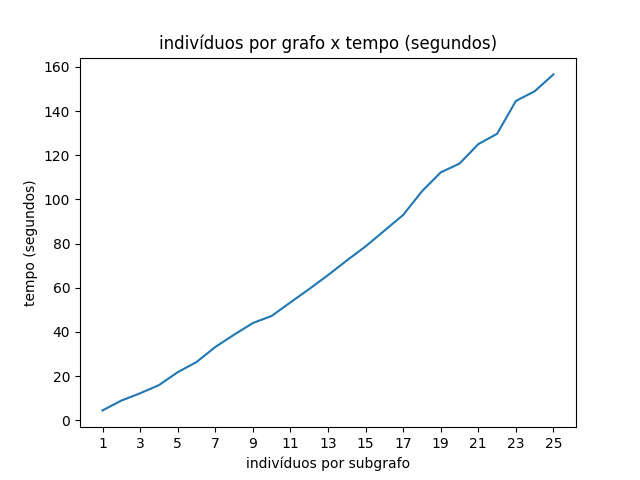 indivíduos por grafo x tempo (segundos)
160
140
120
100
80
60
40
20
0
tempo (segundos)
1 3 5 7 9 11 13 15 17 19 21 23 25
indivíduos por subgrafo